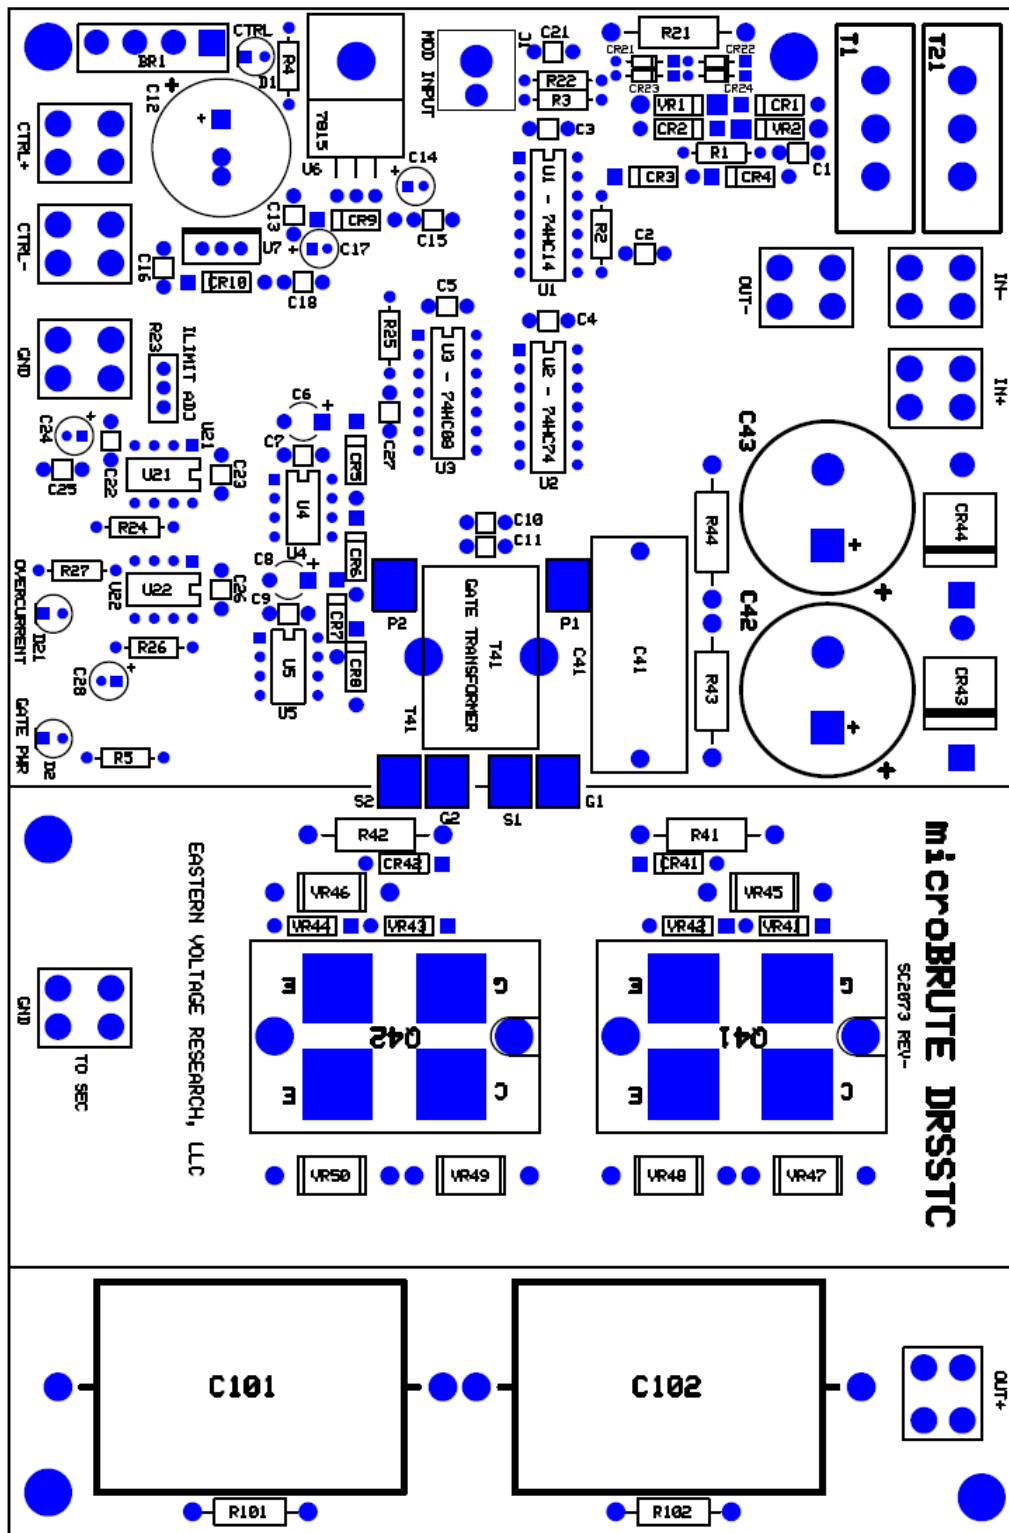 CTRL
C21
R21
CR21
CR22
T1
T21
BR1
R4
MOD INPUT
IC
R22
CR23
CR24
D1
C12
+
R3
VR1
CR1
+
7815
C3
CR2
VR2
CTRL+
U6
C14
+
U1 - 74HC14
R1
C1
CR3
CR4
C13
CR9
C15
R2
C2
CTRL-
U7
+
C17
C16
CR10
C18
U1
OUT-
IN-
C5
C4
GND
R23
ILIMIT ADJ
R25
U3 - 74HC08
U2 - 74HC74
IN+
C6
+
C43
C24
+
U21
C7
CR5
C27
C25
C22
U21
C23
U3
U2
U4
R44
CR44
R24
C10
+
U4
C11
R27
C8
+
CR6
OVERCURRENT
U22
U22
C26
C9
P2
GATE TRANSFORMER
T41
P1
C42
+
D21
CR7
R26
U5
CR8
C41
C41
R43
CR43
C28
+
U5
T41
GATE PWR
+
D2
R5
+
S2
G2
S1
G1
R42
R41
microBRUTE DRSSTC
EASTERN VOLTAGE RESEARCH, LLC
CR42
CR41
VR46
VR45
VR44
VR43
VR42
VR41
E
G
E
G
SC2073 REV-
GND
Q42
Q41
TO SEC
E
C
E
C
VR50
VR49
VR48
VR47
C101
C102
OUT+
R101
R102